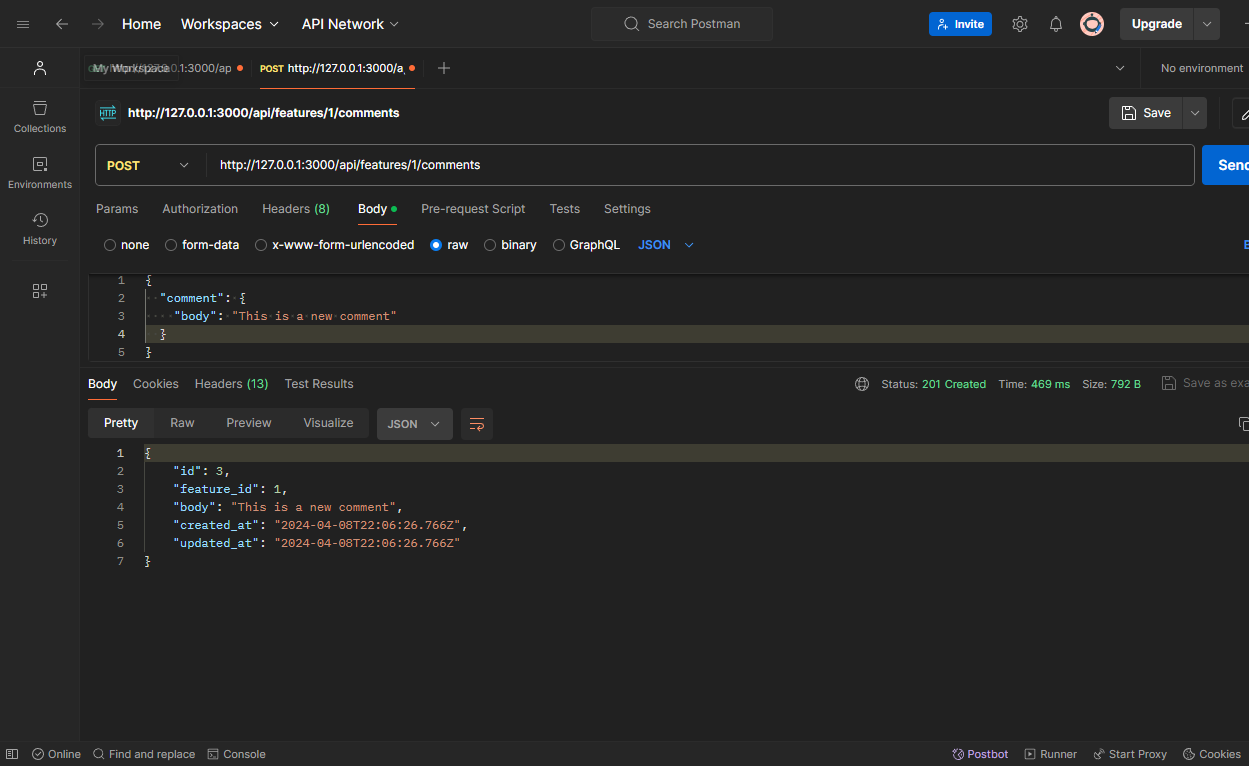 Home Workspaces API Network Search Postman Invite Upgrade
My Workspace .0.1:3000/ap POST http://127.0.0.1:3000/a No environment
HTTP http://127.0.0.1:3000/api/features/1/comments Save
Collections
POST http://127.0.0.1:3000/api/features/1/comments Send
Environments
Params Authorization Headers (8) Body Pre-request Script Tests Settings
History
none form-data x-www-form-urlencoded raw binary GraphQL JSON
1 {
2 "comment": {
3 "body": "This is a new comment"
4 }
5 }
Body Cookies Headers (13) Test Results Status: 201 Created Time: 469 ms Size: 792 B Save as exa
Pretty Raw Preview Visualize JSON
1 {
2 "id": 3,
3 "feature_id": 1,
4 "body": "This is a new comment",
5 "created_at": "2024-04-08T22:06:26.766Z",
6 "updated_at": "2024-04-08T22:06:26.766Z"
7 }
Online Find and replace Console Postbot Runner Start Proxy Cookies